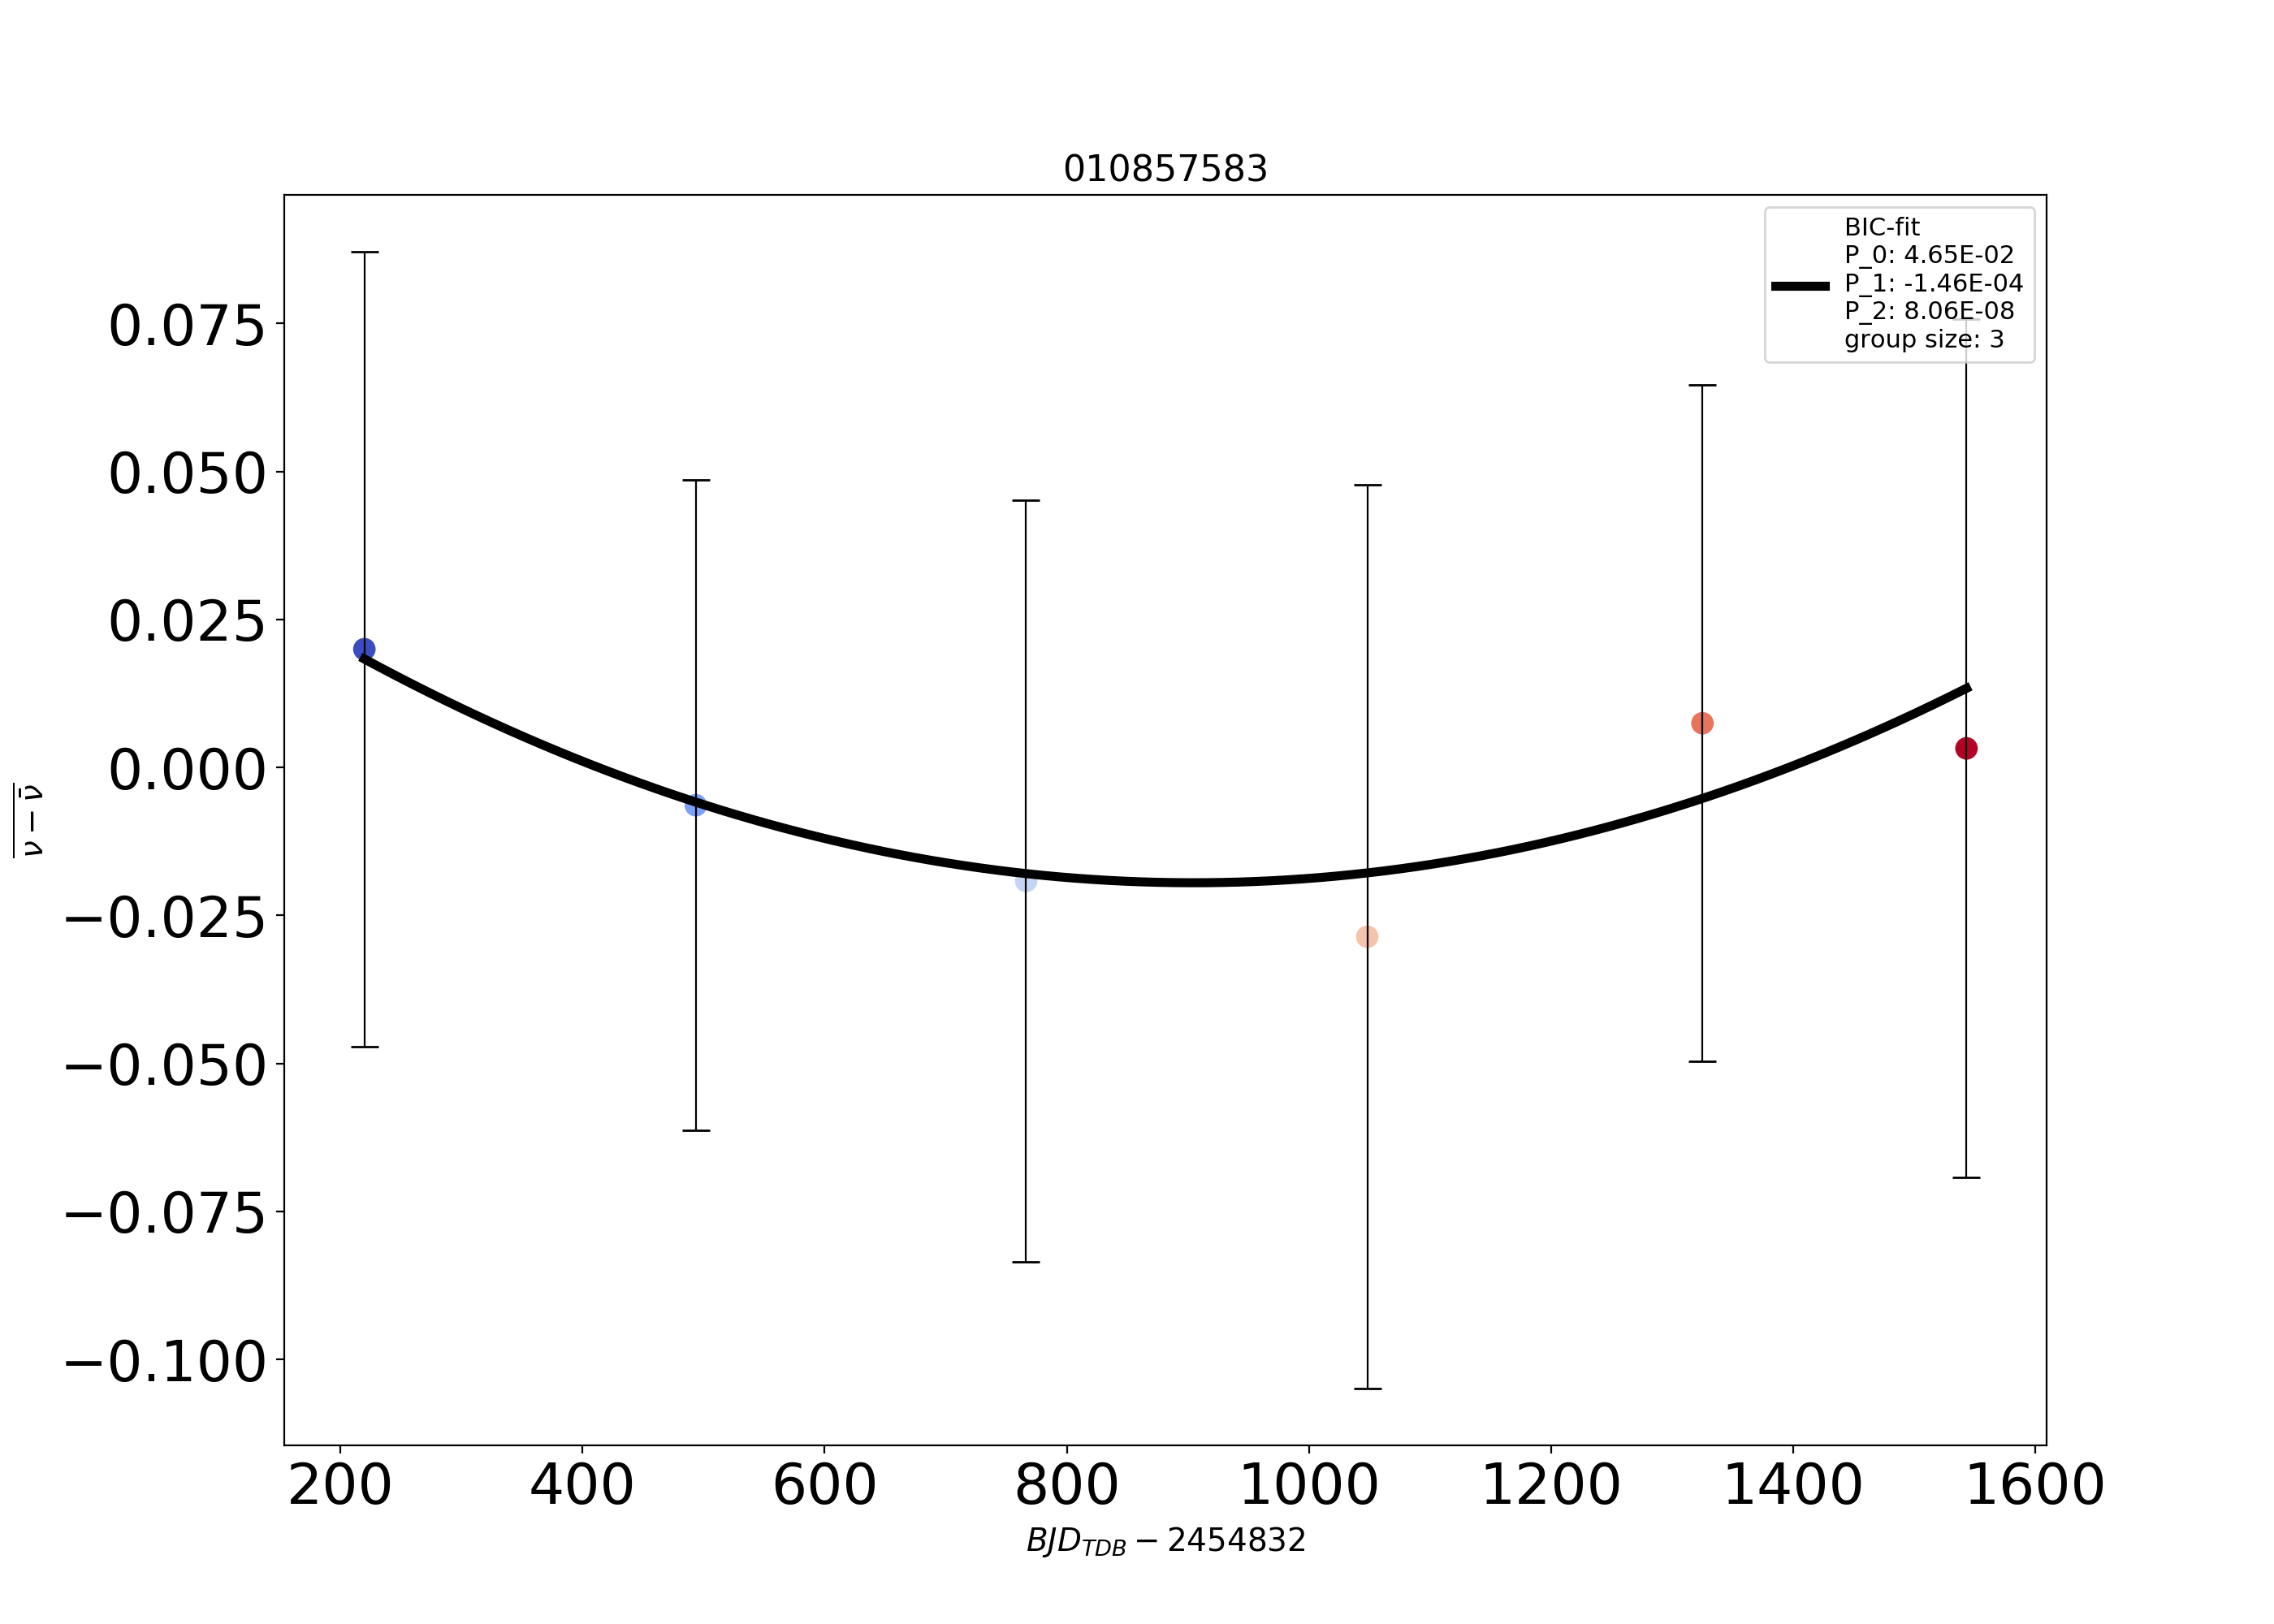 010857583
BIC-fit
P_0: 4.65E-02
P_1: -1.46E-04
P_2: 8.06E-08
group size: 3
0.075
0.050
0.025
0.000
−0.025
−0.050
−0.075
−0.100
ν − ν̄
200 400 600 800 1000 1200 1400 1600
BJD_TDB − 2454832